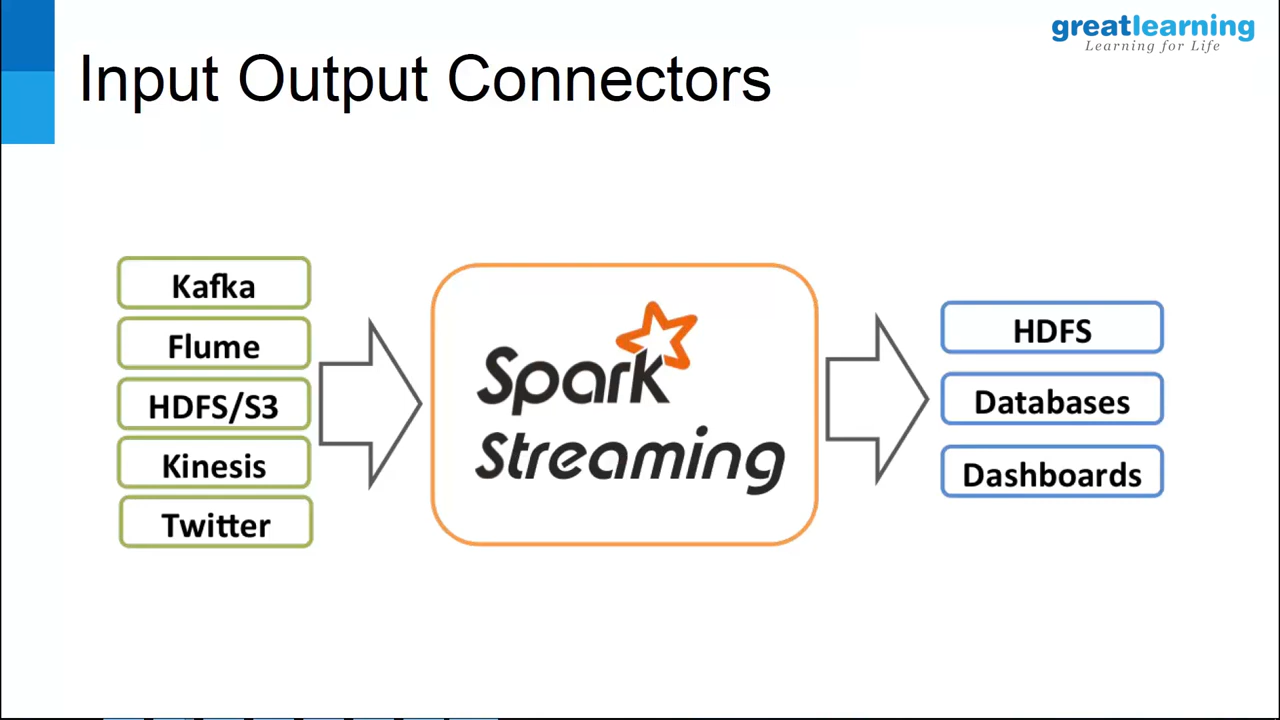 greatlearning
Learning for Life
Input Output Connectors
Kafka
Flume
HDFS/S3
Kinesis
Twitter
Spark
Streaming
HDFS
Databases
Dashboards